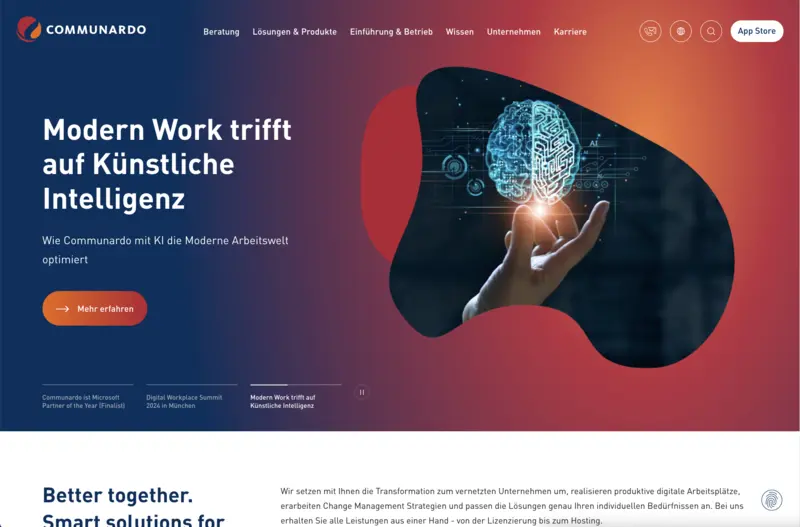 COMMUNARDO
Beratung
Lösungen & Produkte
Einführung & Betrieb
Wissen
Unternehmen
Karriere
App Store
Modern Work trifft
auf Künstliche
Intelligenz
Wie Communardo mit KI die Moderne Arbeitswelt
optimiert
Mehr erfahren
AI
Communardo ist Microsoft
Partner of the Year (Finalist)
Digital Workplace Summit
2024 in München
Modern Work trifft auf
Künstliche Intelligenz
Better together.
Smart solutions for
Wir setzen mit Ihnen die Transformation zum vernetzten Unternehmen um, realisieren produktive digitale Arbeitsplätze,
erarbeiten Change Management Strategien und passen die Lösungen genau Ihren individuellen Bedürfnissen an. Bei uns
erhalten Sie alle Leistungen aus einer Hand - von der Lizenzierung bis zum Hosting.